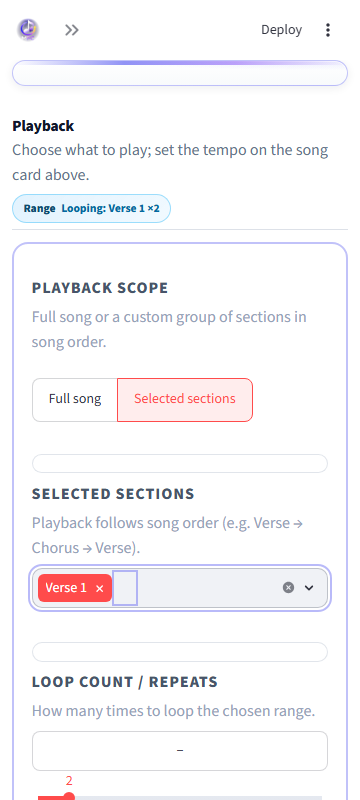 Deploy
Playback
Choose what to play; set the tempo on the song
card above.
Range Looping: Verse 1 ×2
PLAYBACK SCOPE
Full song or a custom group of sections in
song order.
Full song
Selected sections
SELECTED SECTIONS
Playback follows song order (e.g. Verse →
Chorus → Verse).
Verse 1 ×
LOOP COUNT / REPEATS
How many times to loop the chosen range.
–
2